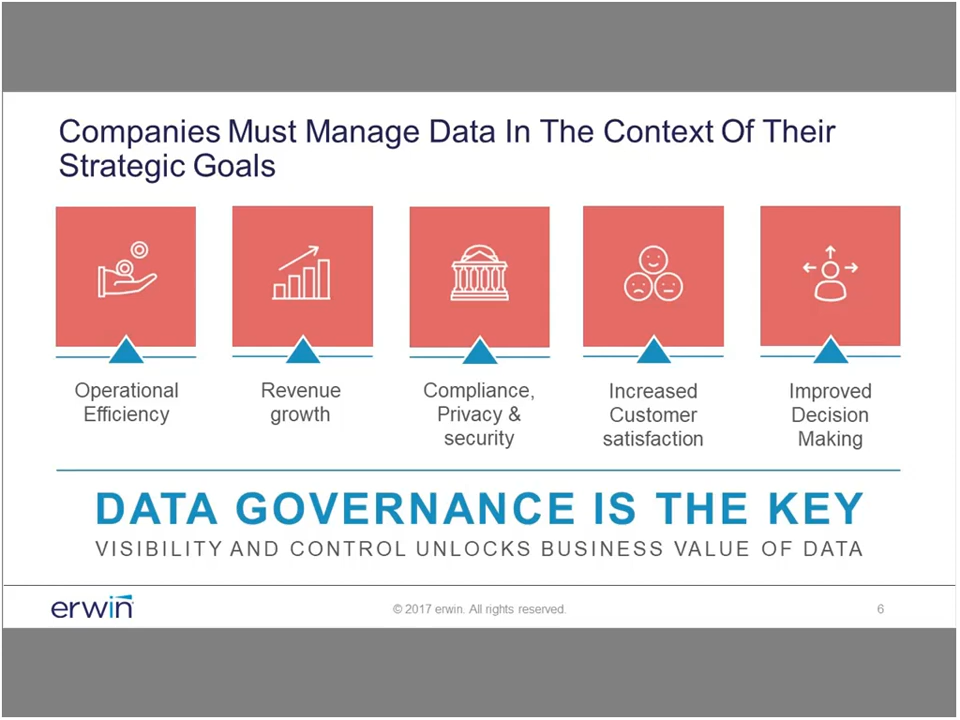 Companies Must Manage Data In The Context Of Their
Strategic Goals
Operational
Efficiency
Revenue
growth
Compliance,
Privacy &
security
Increased
Customer
satisfaction
Improved
Decision
Making
DATA GOVERNANCE IS THE KEY
VISIBILITY AND CONTROL UNLOCKS BUSINESS VALUE OF DATA
erwin
© 2017 erwin. All rights reserved.
6